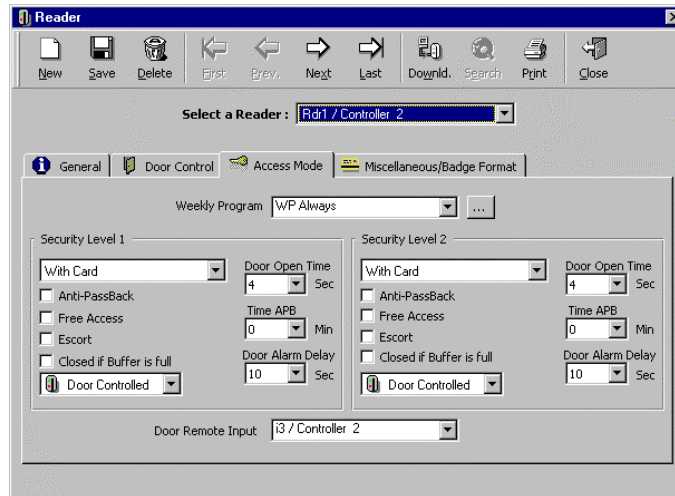 Reader
New Save Delete First Prev. Next Last Downld. Search Print Close
Select a Reader : Rdr1 / Controller 2
General Door Control Access Mode Miscellaneous/Badge Format
Weekly Program WP Always ...
Security Level 1 Security Level 2
With Card Door Open Time With Card Door Open Time
4 Sec 4 Sec
Anti-PassBack Anti-PassBack
Time APB Time APB
Free Access 0 Min Free Access 0 Min
Escort Escort
Closed if Buffer is full Door Alarm Delay Closed if Buffer is full Door Alarm Delay
Door Controlled 10 Sec Door Controlled 10 Sec
Door Remote Input i3 / Controller 2